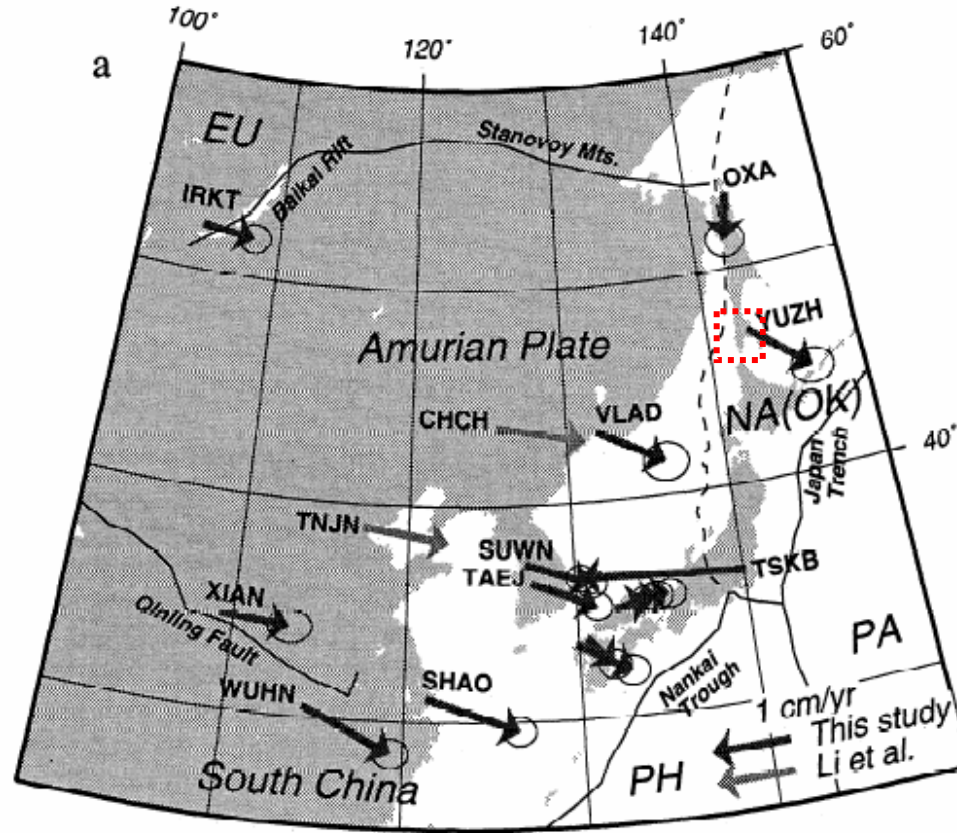 100°
120°
140°
60°
a
EU
Stanovoy Mts.
Baikal Rift
OXA
IRKT
YUZH
Amurian Plate
NA(OK)
CHCH
VLAD
40°
Japan
Trench
TNJN
SUWN
TAEJ
TSKB
XIAN
Qinling Fault
PA
WUHN
SHAO
Nankai
Trough
1 cm/yr
This study
Li et al.
PH
South China